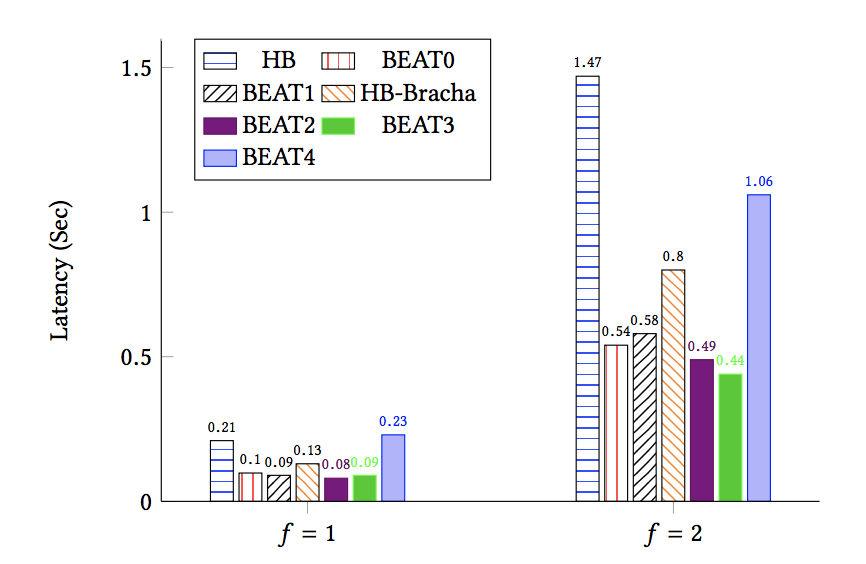 HB BEAT0
BEAT1 HB-Bracha
BEAT2 BEAT3
BEAT4
Latency (Sec)
1.5
1
0.5
0
0.21 0.1 0.09 0.13 0.08 0.09 0.23
1.47 0.54 0.58 0.8 0.49 0.44 1.06
f = 1 f = 2